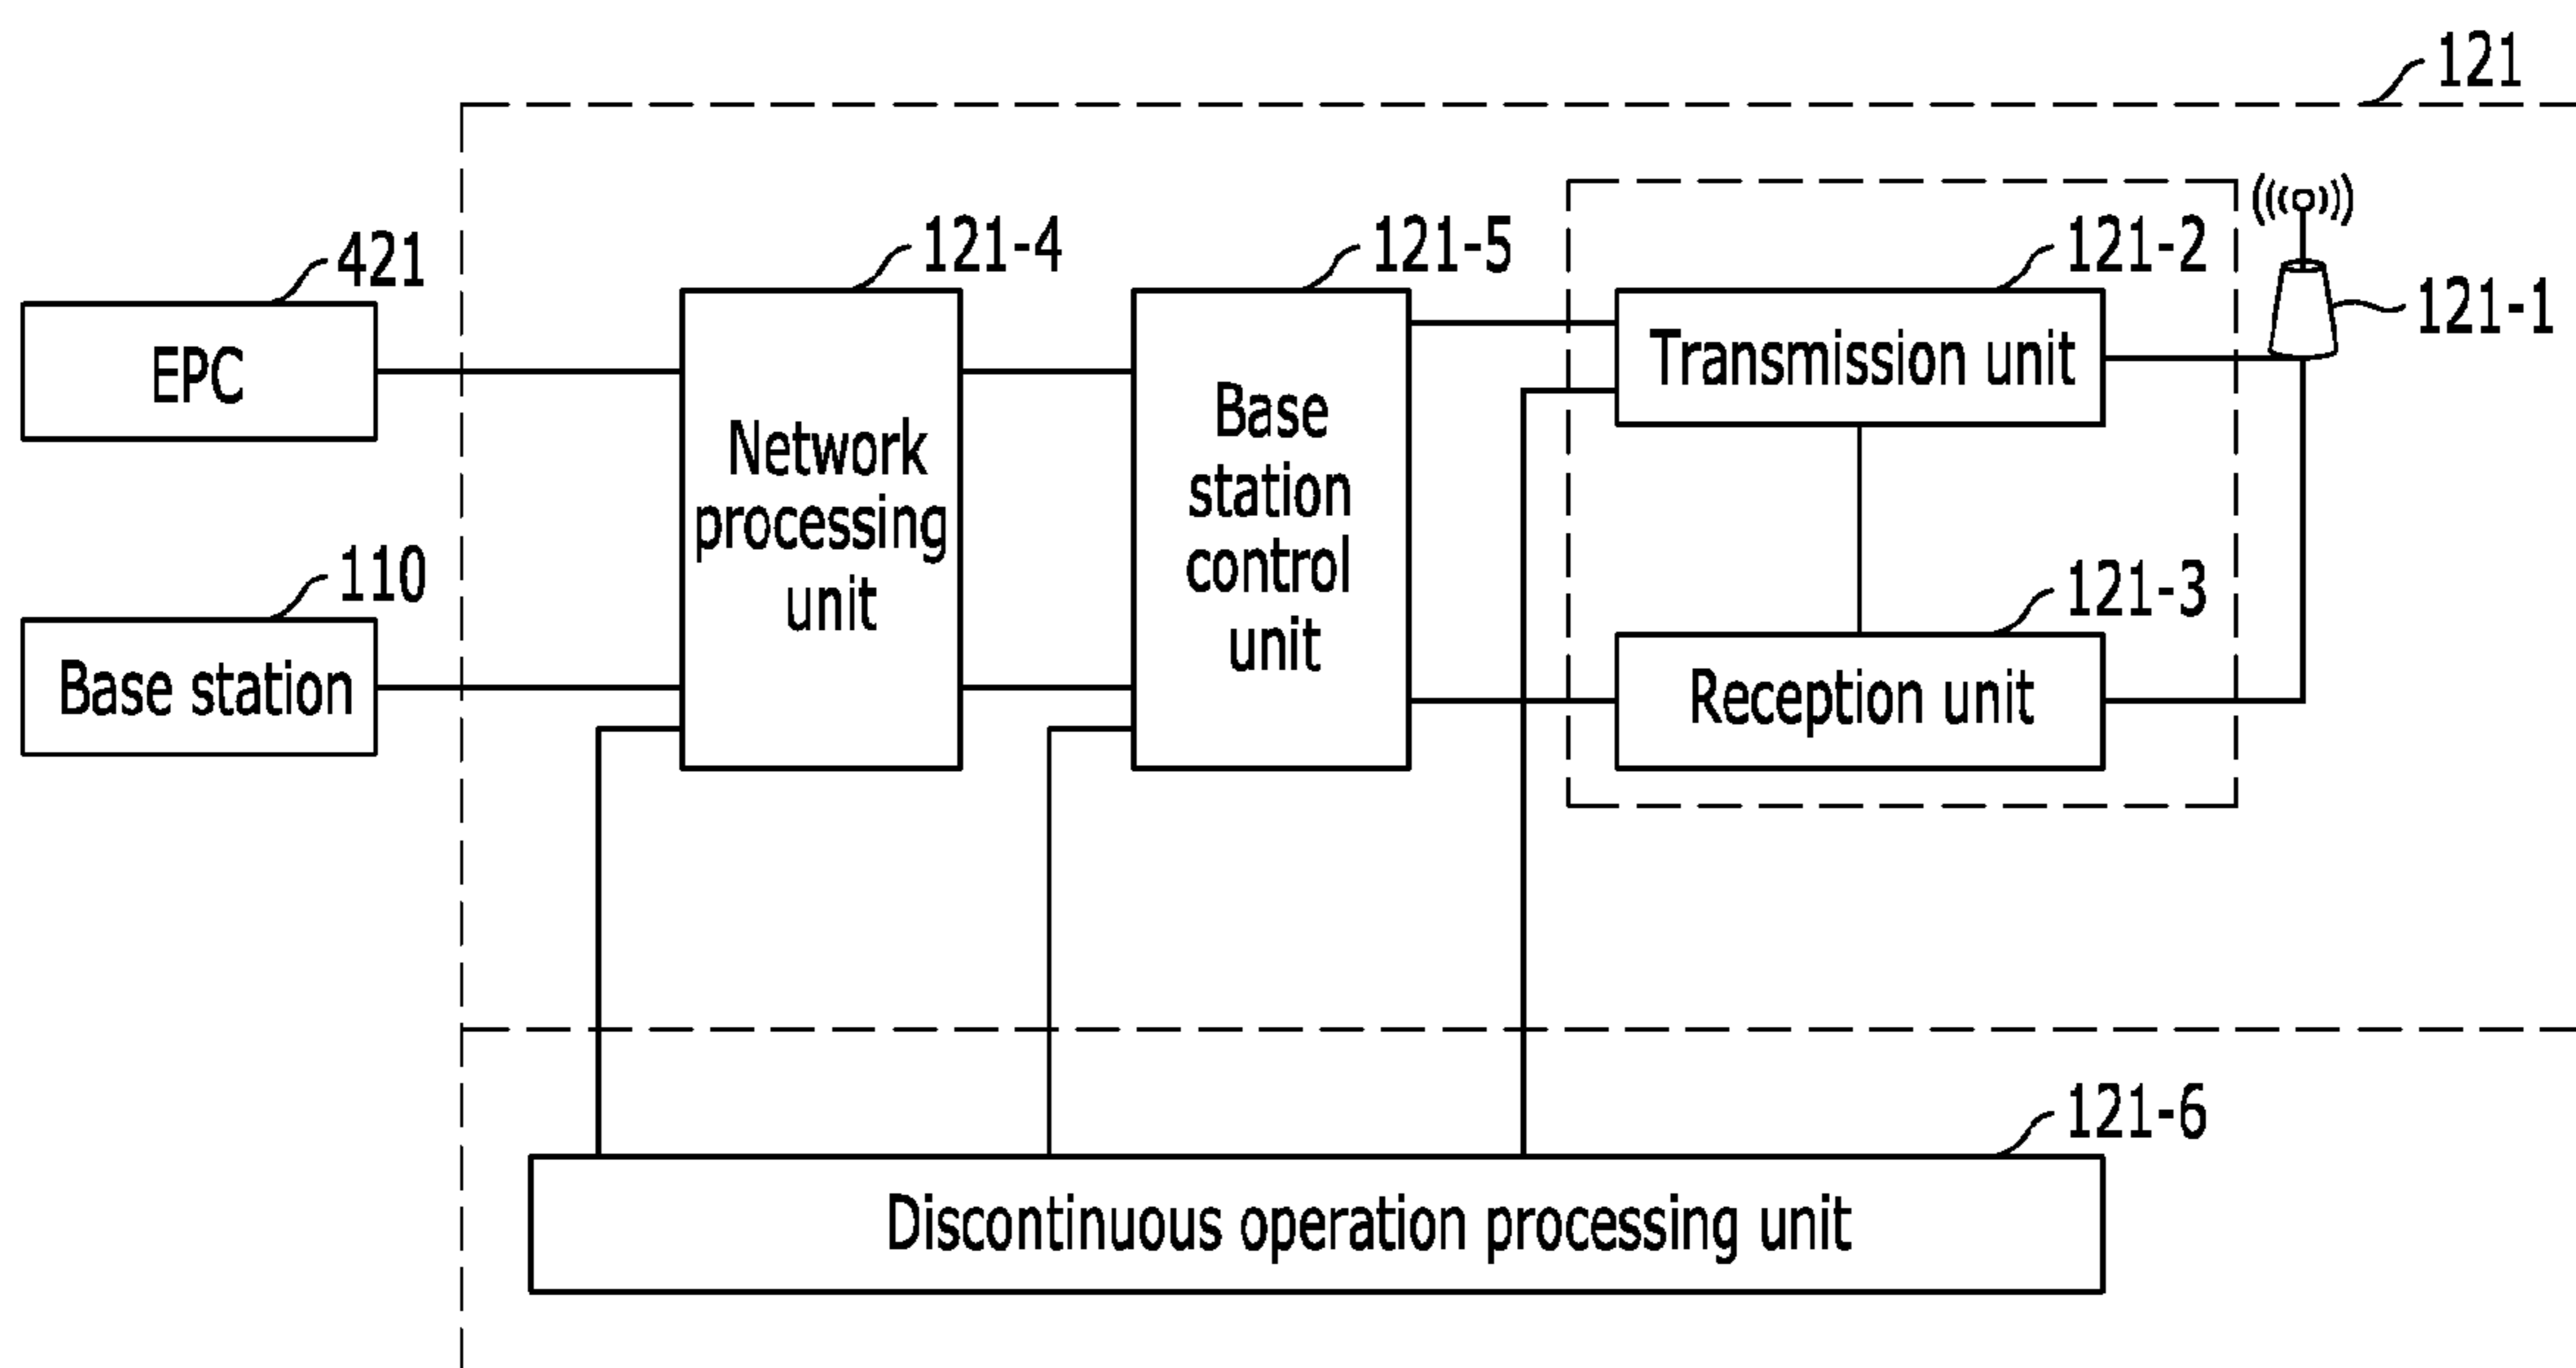 121
421
121-4
121-5
121-2
121-1
EPC
Transmission unit
Network
processing
unit
Base
station
control
unit
110
Base station
121-3
Reception unit
121-6
Discontinuous operation processing unit